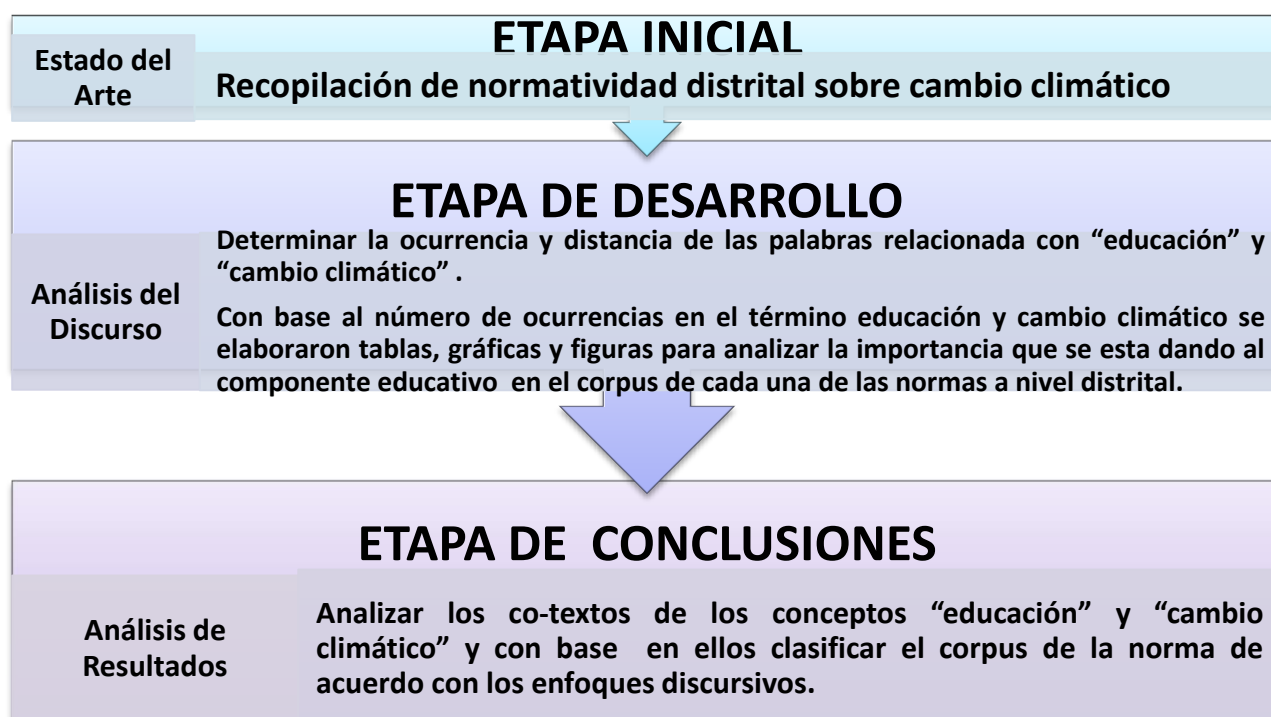 ETAPA INICIAL
Estado del
Arte
Recopilación de normatividad distrital sobre cambio climático
ETAPA DE DESARROLLO
Análisis del
Discurso
Determinar la ocurrencia y distancia de las palabras relacionada con “educación” y
“cambio climático” .
Con base al número de ocurrencias en el término educación y cambio climático se
elaboraron tablas, gráficas y figuras para analizar la importancia que se esta dando al
componente educativo en el corpus de cada una de las normas a nivel distrital.
ETAPA DE CONCLUSIONES
Análisis de
Resultados
Analizar los co-textos de los conceptos “educación” y “cambio
climático” y con base en ellos clasificar el corpus de la norma de
acuerdo con los enfoques discursivos.